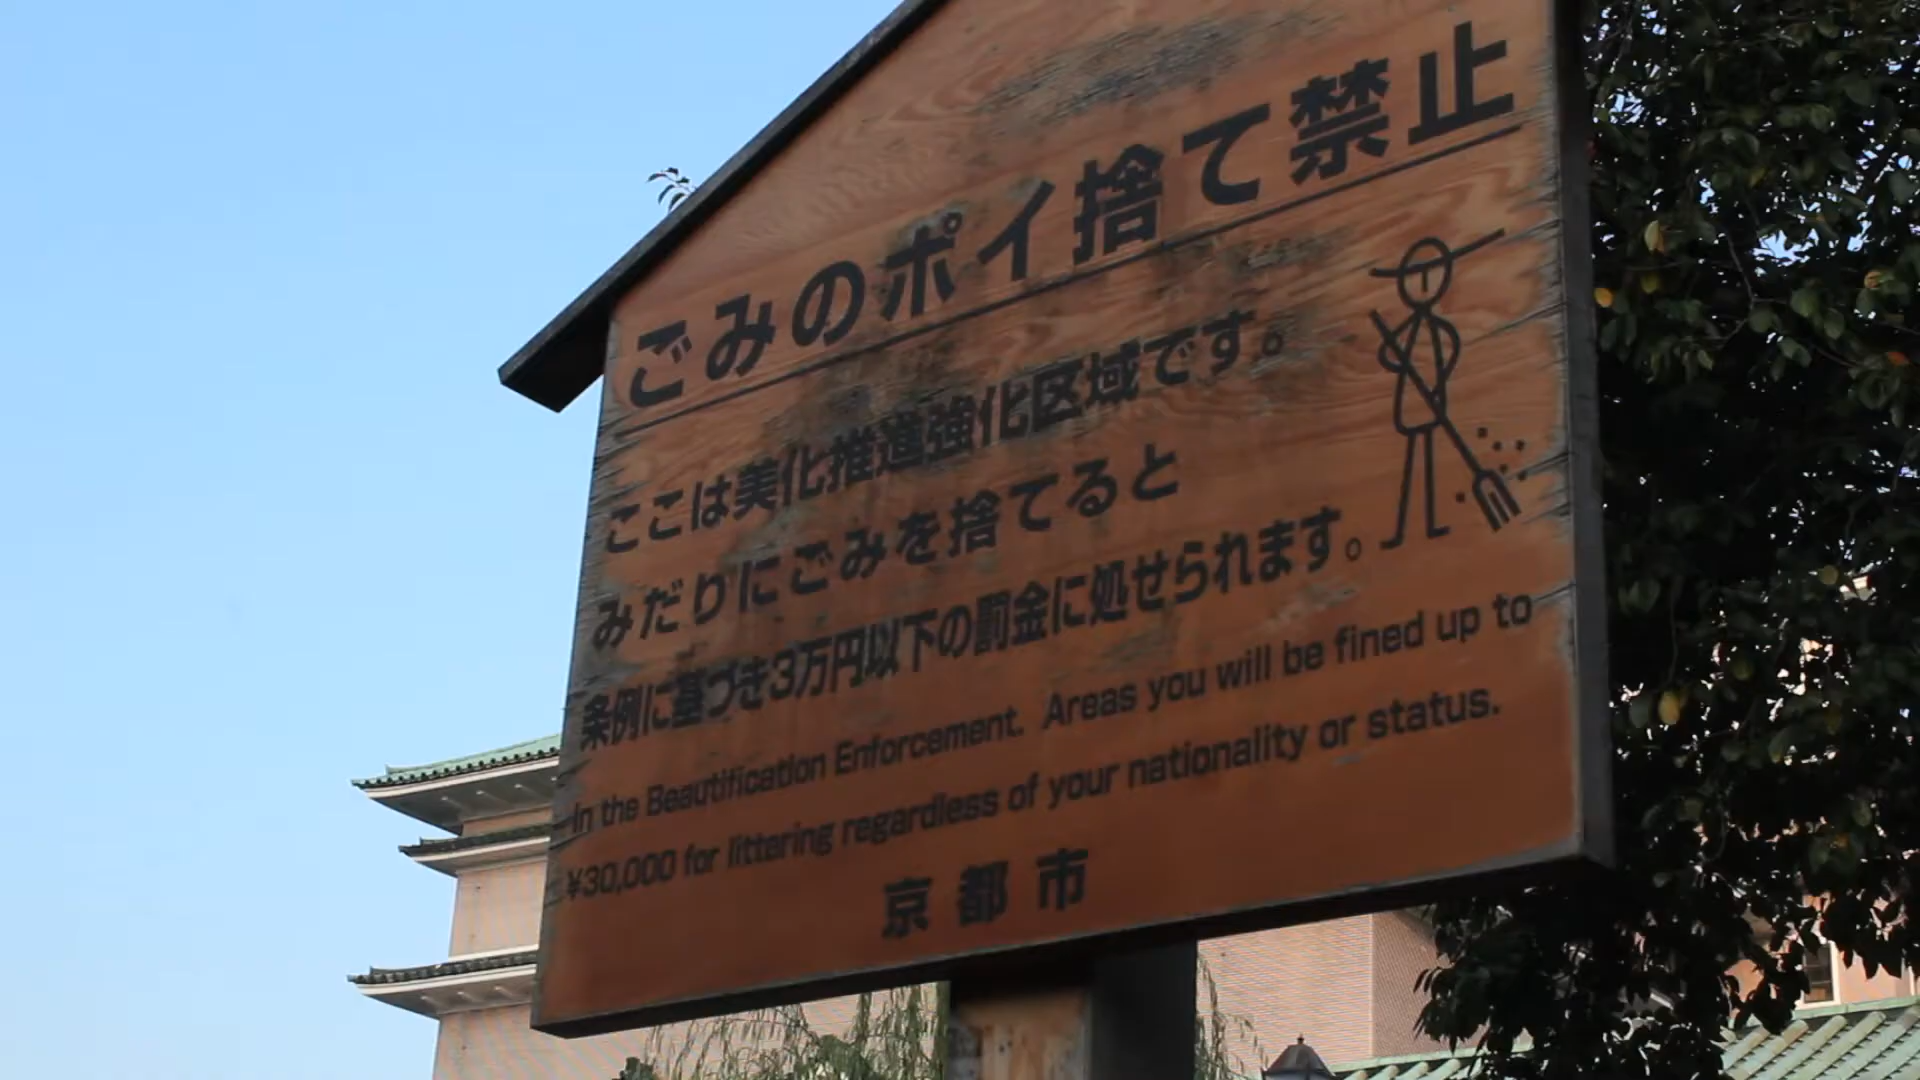 ごみのポイ捨て禁止
ここは美化推進強化区域です。
みだりにごみを捨てると
条例に基づき3万円以下の罰金に処せられます。
In the Beautification Enforcement. Areas you will be fined up to
¥30,000 for littering regardless of your nationality or status.
京都市